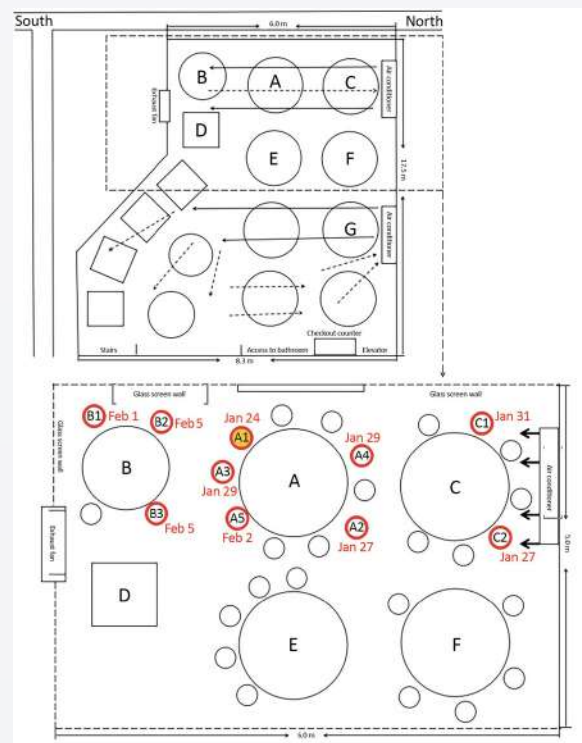 South
North
6.0 m
B
A
C
Air conditioner
Exhaust fan
D
E
F
17.5 m
G
Air conditioner
Checkout counter
Stairs
Access to bathroom
Elevator
8.3 m
Glass screen wall
Glass screen wall
Glass screen wall
B1 Feb 1
B2 Feb 5
Jan 24
A1
C1 Jan 31
Jan 29
A4
B
A3
Jan 29
A
C
Air conditioner
B3
Feb 5
A5
Feb 2
A2
Jan 27
C2
Jan 27
Exhaust fan
5.0 m
D
E
F
6.0 m